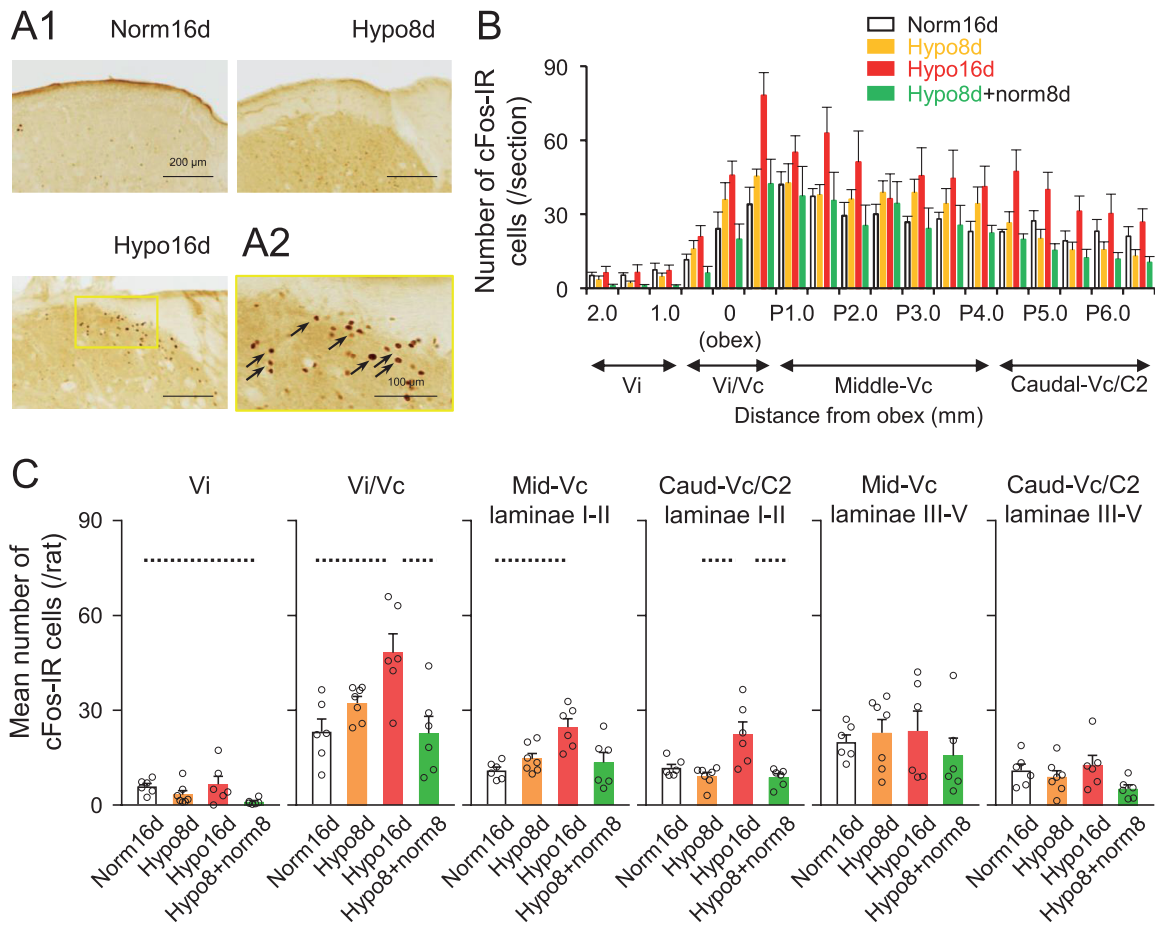 A1
Norm16d
Hypo8d
200 µm
Hypo16d
A2
100 µm
B
Norm16d
Hypo8d
Hypo16d
Hypo8d+norm8d
Number of cFos-IR
cells (/section)
90
60
30
0
2.0 1.0 0 P1.0 P2.0 P3.0 P4.0 P5.0 P6.0
(obex)
Vi Vi/Vc Middle-Vc Caudal-Vc/C2
Distance from obex (mm)
C
Mean number of
cFos-IR cells (/rat)
90
60
30
0
Vi
Norm16d
Hypo8d
Hypo16d
Hypo8+norm8
Vi/Vc
Norm16d
Hypo8d
Hypo16d
Hypo8+norm8
Mid-Vc
laminae I-II
Norm16d
Hypo8d
Hypo16d
Hypo8+norm8
Caud-Vc/C2
laminae I-II
Norm16d
Hypo8d
Hypo16d
Hypo8+norm8
Mid-Vc
laminae III-V
Norm16d
Hypo8d
Hypo16d
Hypo8+norm8
Caud-Vc/C2
laminae III-V
Norm16d
Hypo8d
Hypo16d
Hypo8+norm8